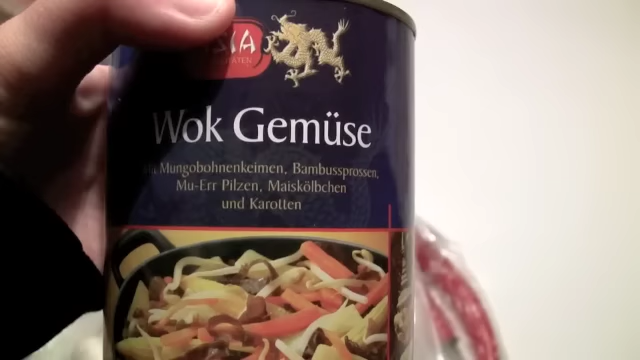 Wok Gemüse
Mungobohnenkeimen, Bambussprossen,
Mu-Err Pilzen, Maiskölbchen
und Karotten